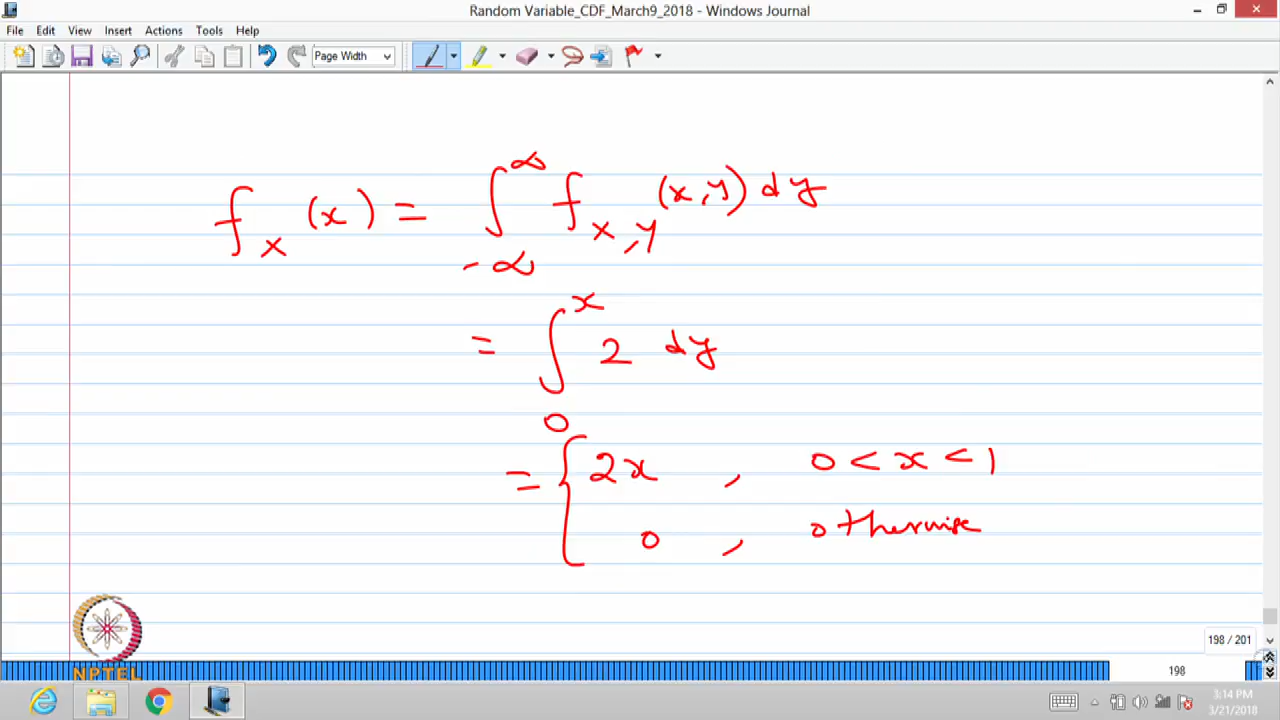 Random Variable_CDF_March9_2018 - Windows Journal
File Edit View Insert Actions Tools Help
Page Width
f_X (x) = ∫_{-∞}^{∞} f_{X,Y} (x,y) dy
= ∫_0^x 2 dy
= { 2x , 0 < x < 1
0 , otherwise
198 / 201
NPTEL
198
3:14 PM
3/21/2018